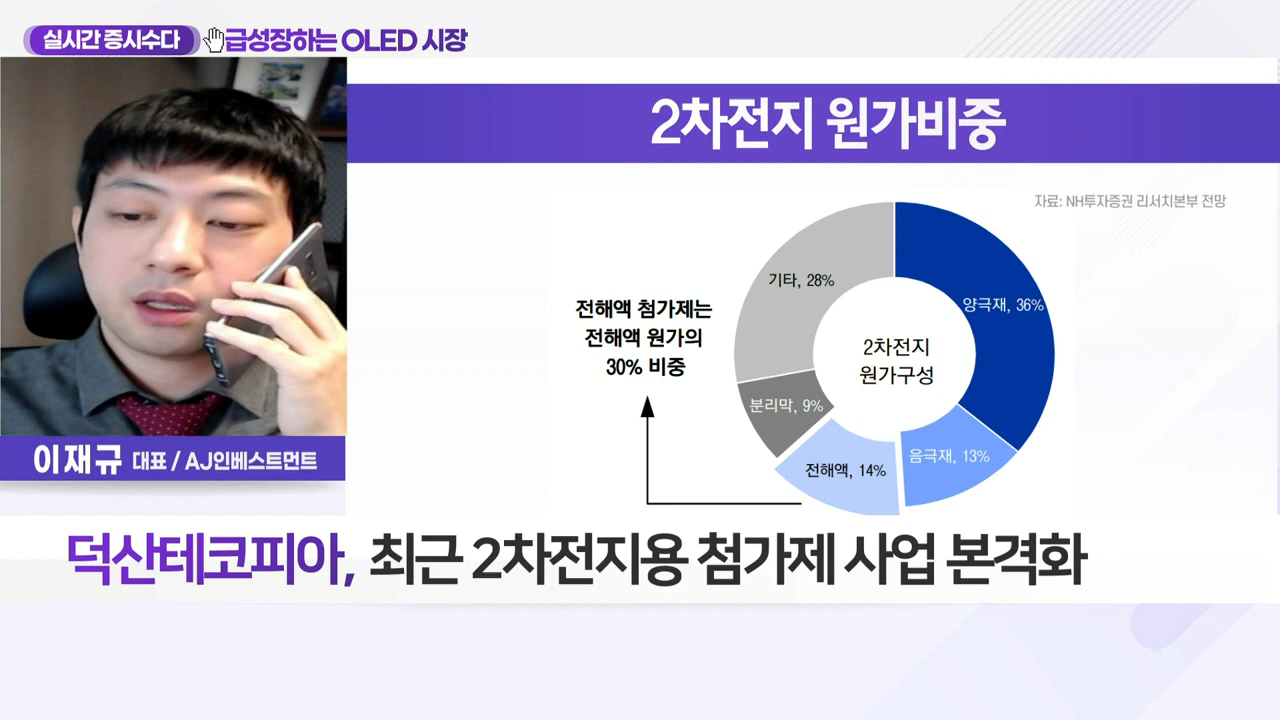 실시간 증시수다 급성장하는 OLED 시장
2차전지 원가비중
자료: NH투자증권 리서치본부 전망
기타, 28%
양극재, 36%
전해액 첨가제는
전해액 원가의
30% 비중
2차전지
원가구성
분리막, 9%
음극재, 13%
전해액, 14%
이재규 대표 / AJ인베스트먼트
덕산테코피아, 최근 2차전지용 첨가제 사업 본격화